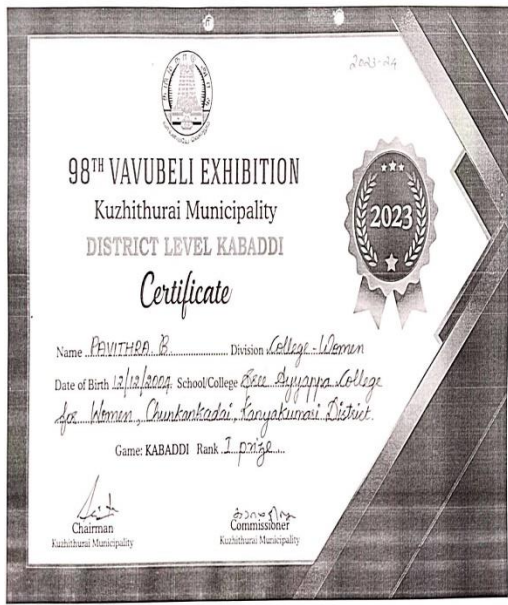 2023-24
98TH VAVUBELI EXHIBITION
Kuzhithurai Municipality
DISTRICT LEVEL KABADDI
Certificate
2023
Name PAVITHRA. B. Division College - Women
Date of Birth 12/12/2004 School/College Sree Ayyappa College
for Women, Chunkankadai, Kanyakumari District.
Game: KABADDI Rank I prize
Chairman
Kuzhithurai Municipality
Commissioner
Kuzhithurai Municipality